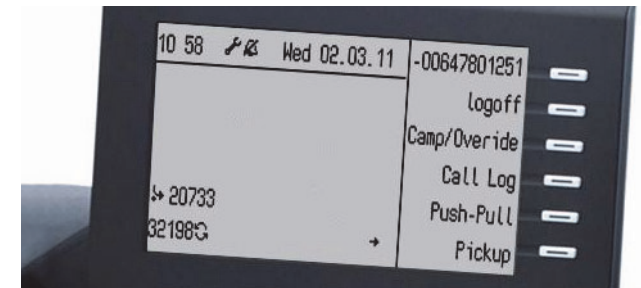 10 58 Wed 02.03.11
-00647801251
logoff
Camp/Overide
Call Log
Push-Pull
Pickup
20733
32198